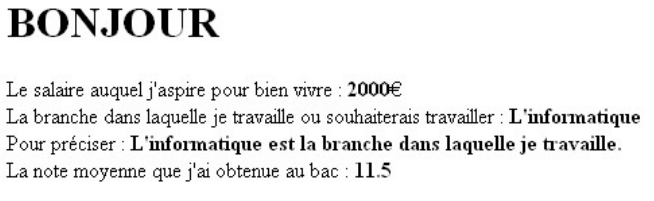 BONJOUR
Le salaire auquel j'aspire pour bien vivre : 2000€
La branche dans laquelle je travaille ou souhaiterais travailler : L'informatique
Pour préciser : L'informatique est la branche dans laquelle je travaille.
La note moyenne que j'ai obtenue au bac : 11.5